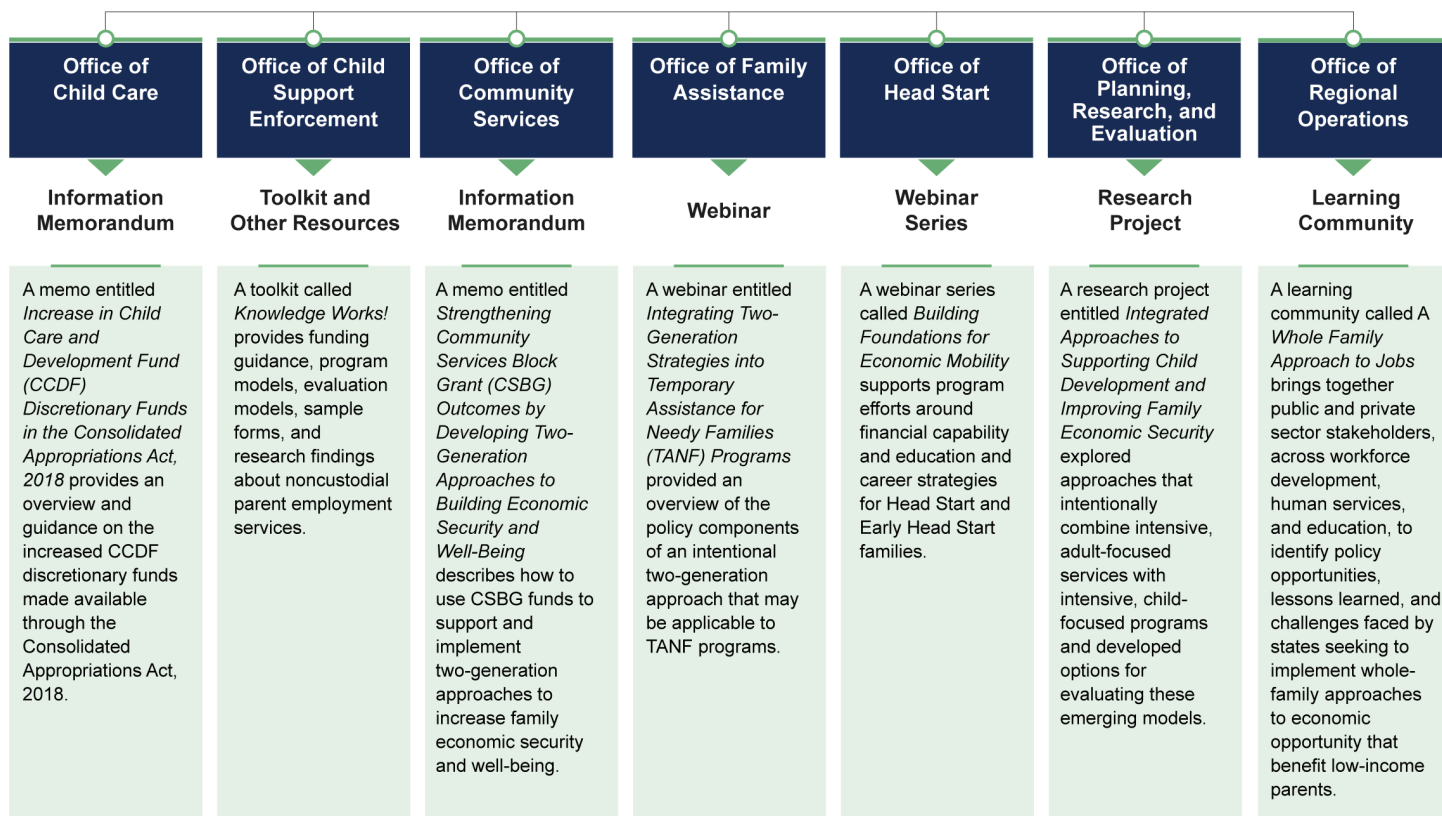 Office of
Child Care
Information
Memorandum
A memo entitled
Increase in Child
Care and
Development Fund
(CCDF)
Discretionary Funds
in the Consolidated
Appropriations Act,
2018 provides an
overview and
guidance on the
increased CCDF
discretionary funds
made available
through the
Consolidated
Appropriations Act,
2018.
Office of Child
Support
Enforcement
Toolkit and
Other Resources
A toolkit called
Knowledge Works!
provides funding
guidance, program
models, evaluation
models, sample
forms, and
research findings
about noncustodial
parent employment
services.
Office of
Community
Services
Information
Memorandum
A memo entitled
Strengthening
Community
Services Block
Grant (CSBG)
Outcomes by
Developing Two-
Generation
Approaches to
Building Economic
Security and
Well-Being
describes how to
use CSBG funds to
support and
implement
two-generation
approaches to
increase family
economic security
and well-being.
Office of Family
Assistance
Webinar
A webinar entitled
Integrating Two-
Generation
Strategies into
Temporary
Assistance for
Needy Families
(TANF) Programs
provided an
overview of the
policy components
of an intentional
two-generation
approach that may
be applicable to
TANF programs.
Office of
Head Start
Webinar
Series
A webinar series
called Building
Foundations for
Economic Mobility
supports program
efforts around
financial capability
and education and
career strategies
for Head Start and
Early Head Start
families.
Office of
Planning,
Research, and
Evaluation
Research
Project
A research project
entitled Integrated
Approaches to
Supporting Child
Development and
Improving Family
Economic Security
explored
approaches that
intentionally
combine intensive,
adult-focused
services with
intensive, child-
focused programs
and developed
options for
evaluating these
emerging models.
Office of
Regional
Operations
Learning
Community
A learning
community called A
Whole Family
Approach to Jobs
brings together
public and private
sector stakeholders,
across workforce
development,
human services,
and education, to
identify policy
opportunities,
lessons learned, and
challenges faced by
states seeking to
implement whole-
family approaches
to economic
opportunity that
benefit low-income
parents.